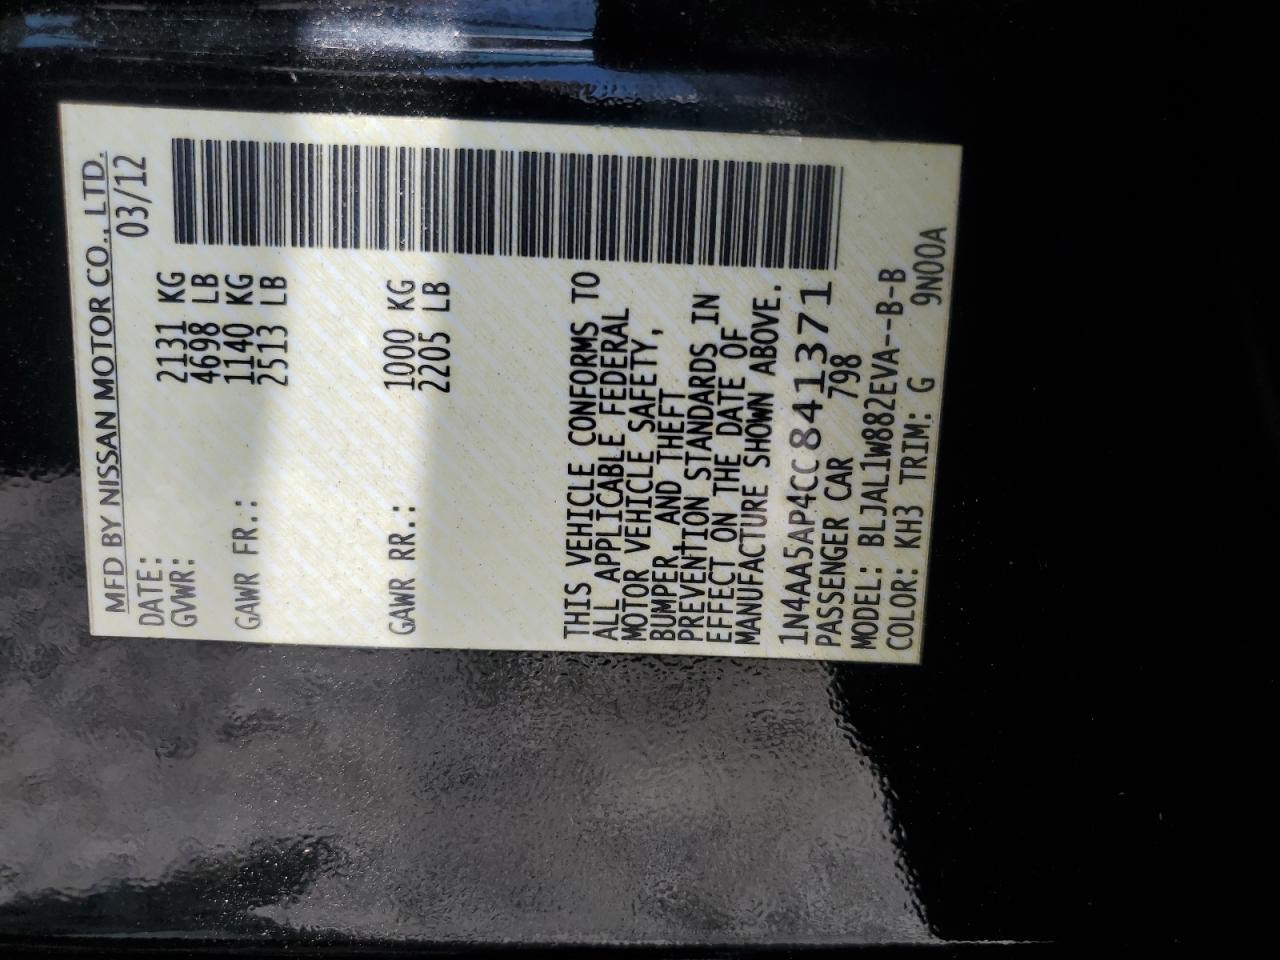 MFD BY NISSAN MOTOR CO., LTD.
DATE: 03/12
GVWR: 2131 KG
4698 LB
GAWR FR.: 1140 KG
2513 LB
GAWR RR.: 1000 KG
2205 LB
THIS VEHICLE CONFORMS TO
ALL APPLICABLE FEDERAL
MOTOR VEHICLE SAFETY,
BUMPER, AND THEFT
PREVENTION STANDARDS IN
EFFECT ON THE DATE OF
MANUFACTURE SHOWN ABOVE.
1N4AA5AP4CC841371
PASSENGER CAR 798
MODEL: BLJAL1W882EVA--B-B
COLOR: KH3 TRIM: G 9N00A